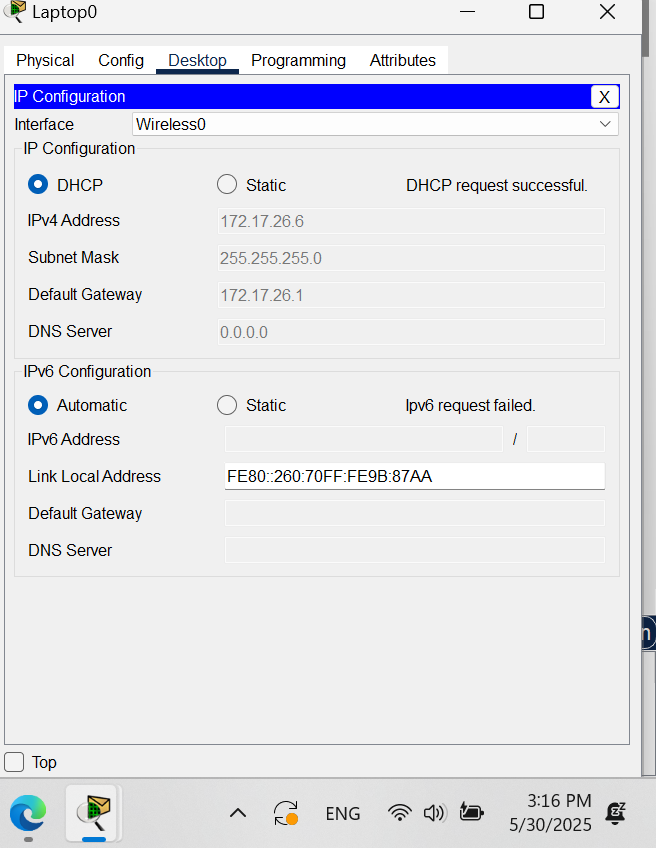 Laptop0
Physical Config Desktop Programming Attributes
IP Configuration X
Interface Wireless0
IP Configuration
DHCP Static DHCP request successful.
IPv4 Address 172.17.26.6
Subnet Mask 255.255.255.0
Default Gateway 172.17.26.1
DNS Server 0.0.0.0
IPv6 Configuration
Automatic Static Ipv6 request failed.
IPv6 Address /
Link Local Address FE80::260:70FF:FE9B:87AA
Default Gateway
DNS Server
n
Top
ENG 3:16 PM
5/30/2025